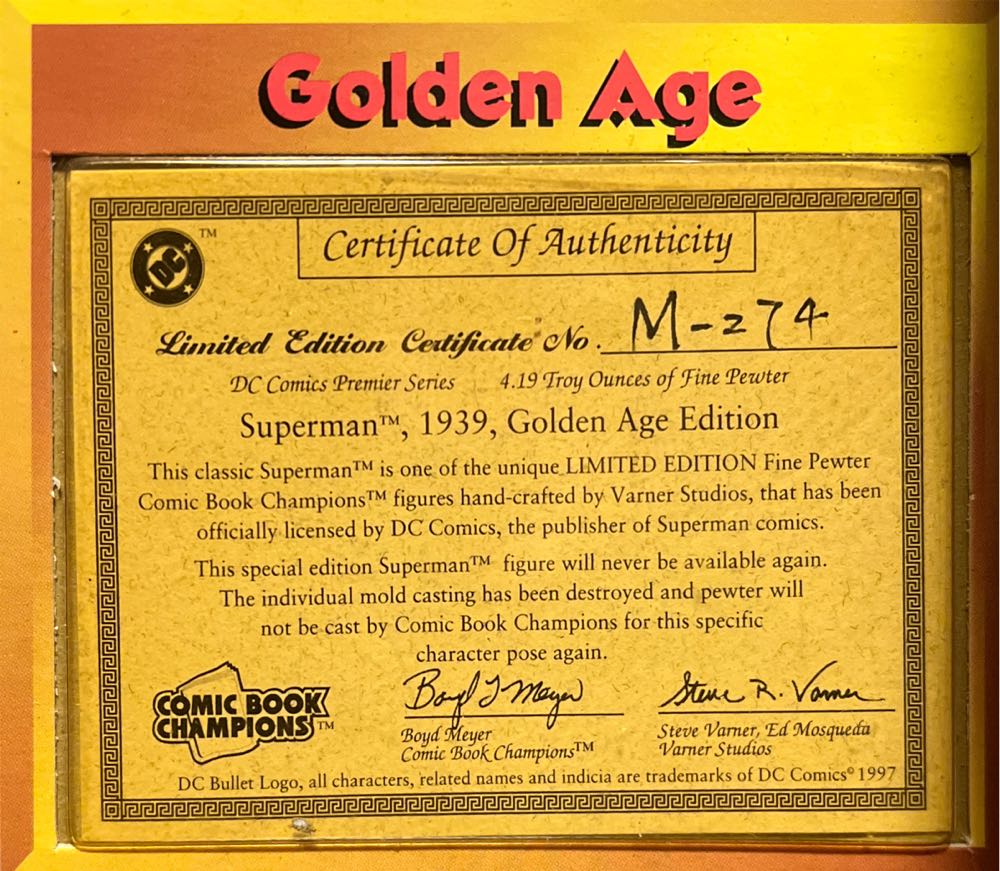 Golden Age
DC ™
Certificate Of Authenticity
Limited Edition Certificate No. M-274
DC Comics Premier Series 4.19 Troy Ounces of Fine Pewter
Superman™, 1939, Golden Age Edition
This classic Superman™ is one of the unique LIMITED EDITION Fine Pewter
Comic Book Champions™ figures hand-crafted by Varner Studios, that has been
officially licensed by DC Comics, the publisher of Superman comics.
This special edition Superman™ figure will never be available again.
The individual mold casting has been destroyed and pewter will
not be cast by Comic Book Champions for this specific
character pose again.
COMIC BOOK
CHAMPIONS™
Boyd J Meyer
Boyd Meyer
Comic Book Champions™
Steve R. Varner
Steve Varner, Ed Mosqueda
Varner Studios
DC Bullet Logo, all characters, related names and indicia are trademarks of DC Comics© 1997